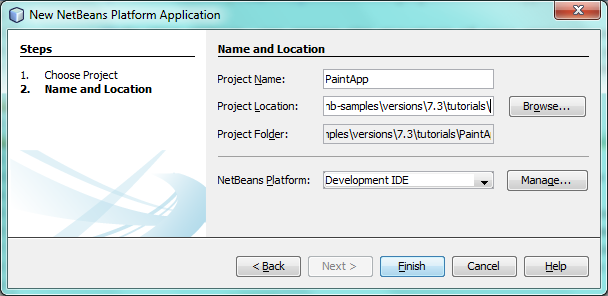 New NetBeans Platform Application
Steps
1. Choose Project
2. Name and Location
Name and Location
Project Name: PaintApp
Project Location: nb-samples\versions\7.3\tutorials\ Browse...
Project Folder: nples\versions\7.3\tutorials\PaintA
NetBeans Platform: Development IDE Manage...
< Back Next > Finish Cancel Help